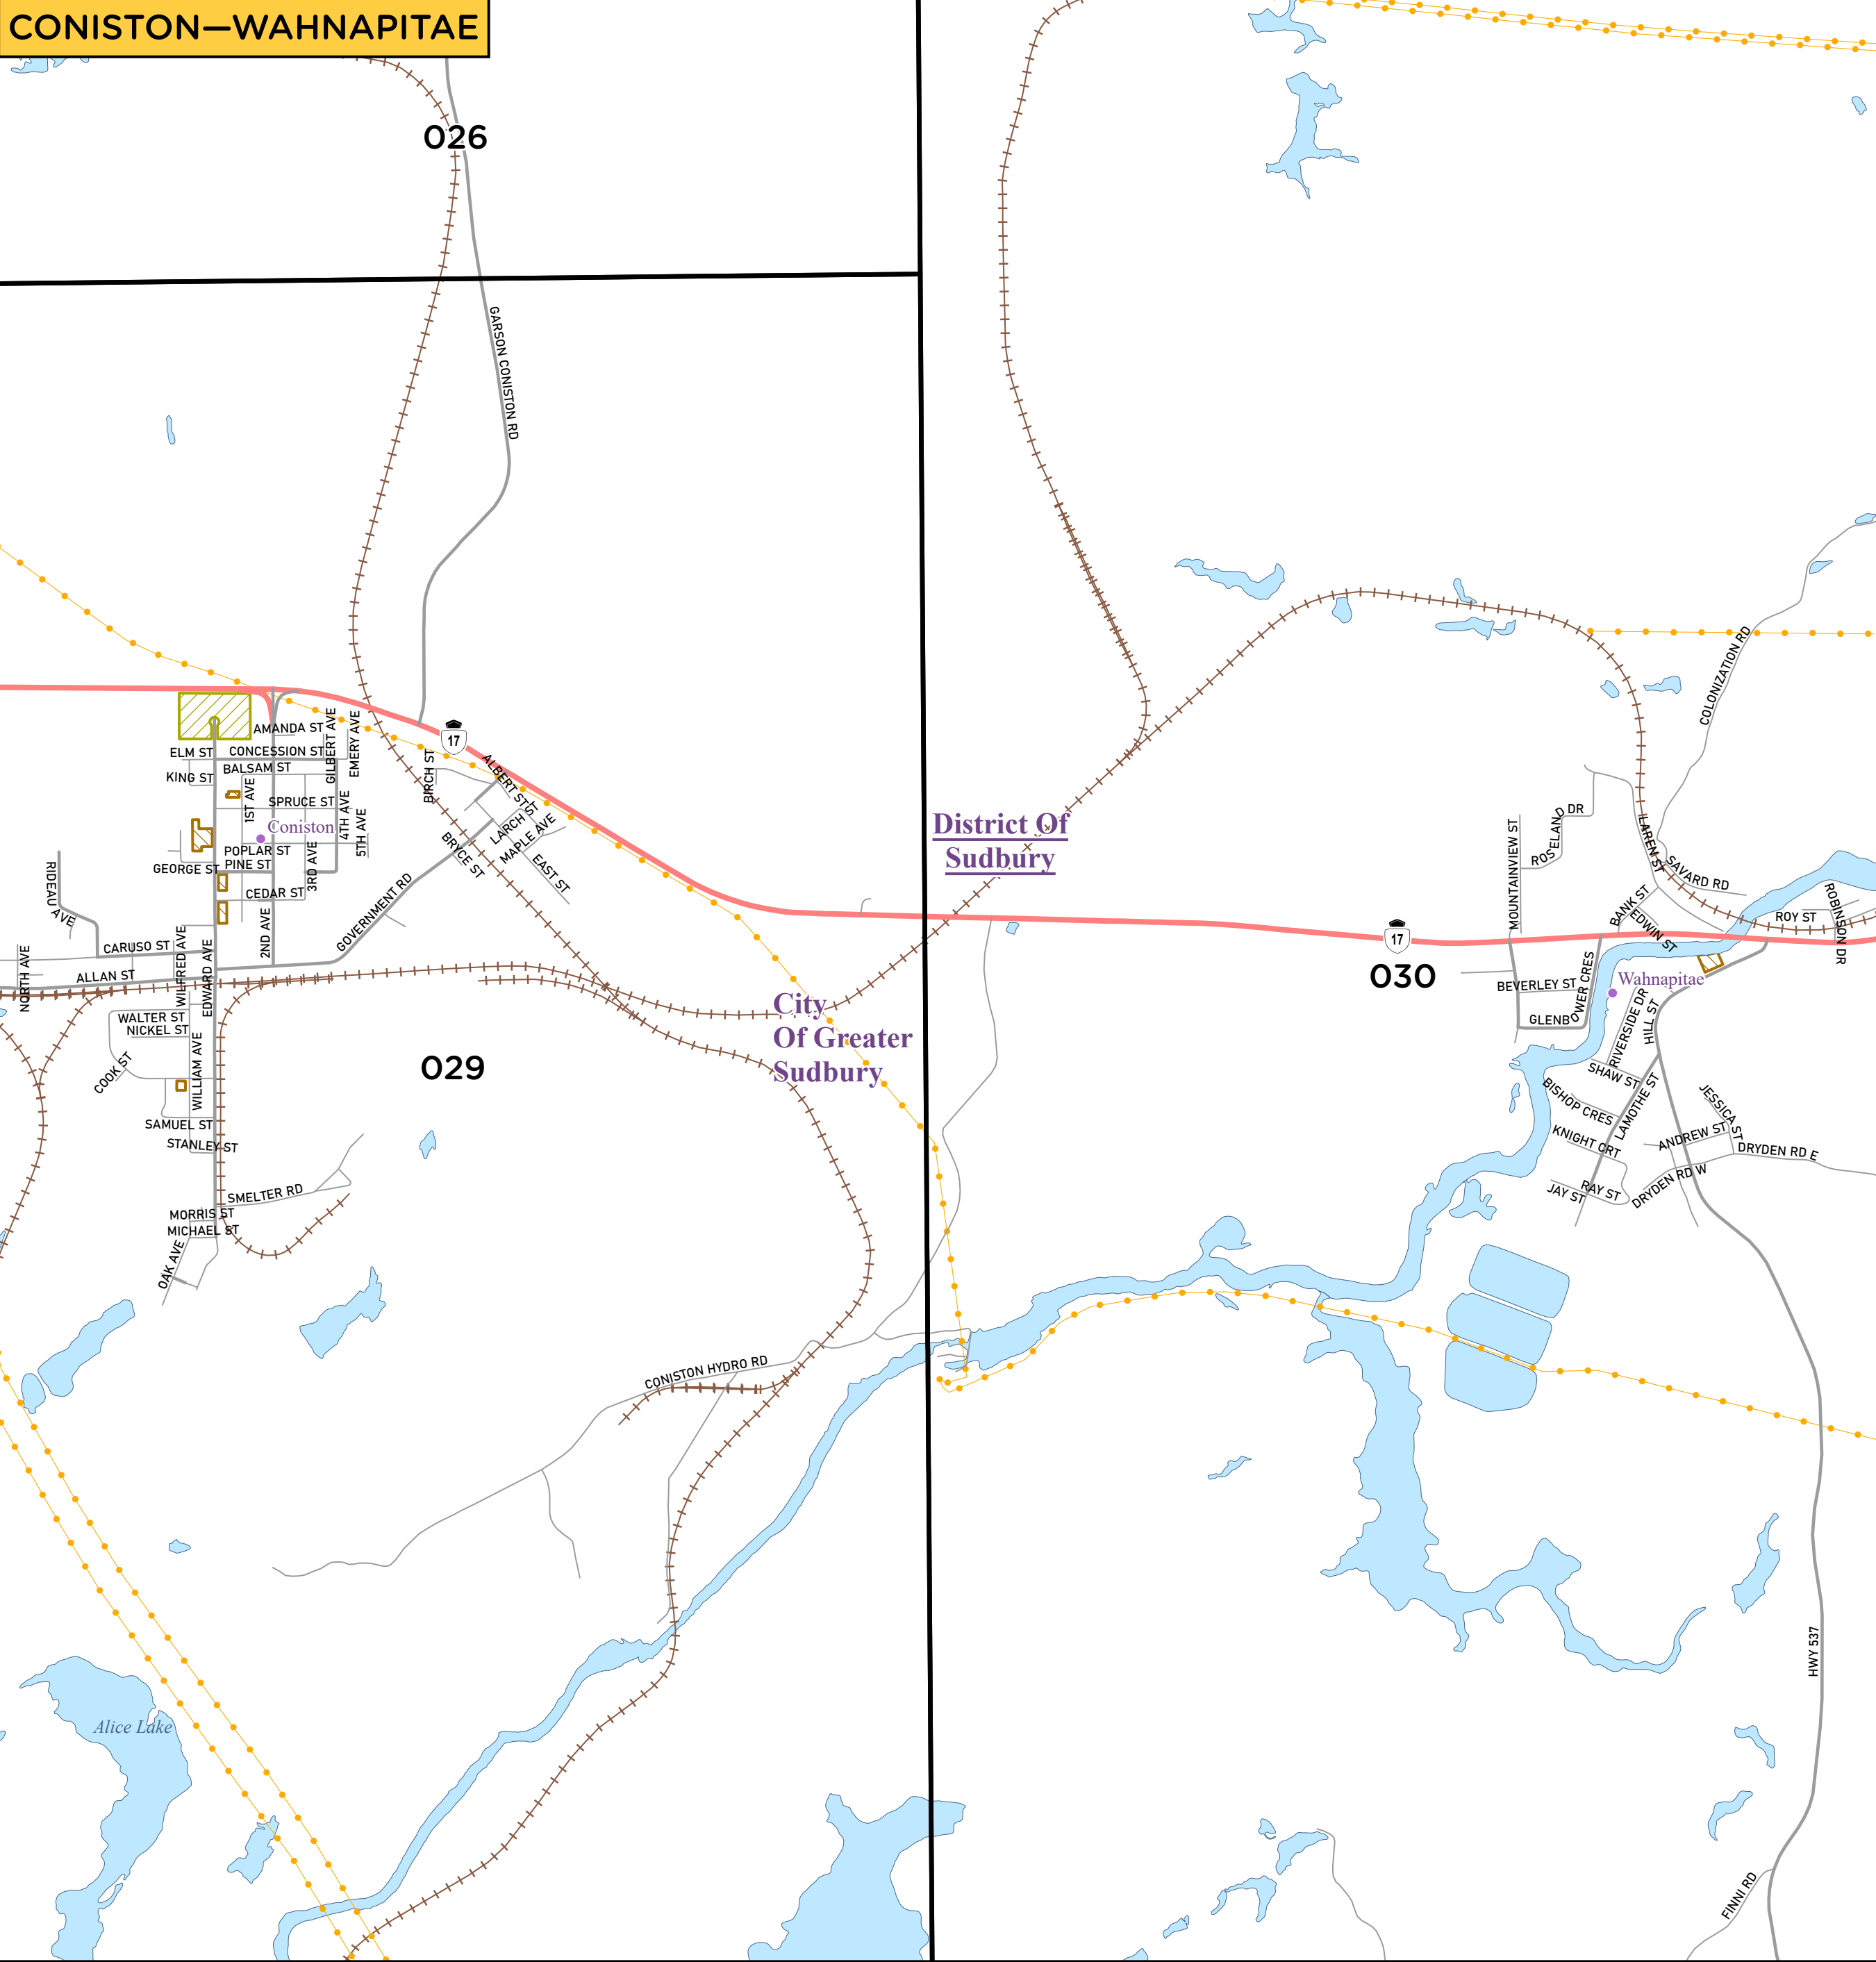 CONISTON—WAHNAPITAE
026
GARSON CONISTON RD
17
AMANDA ST
GILBERT AVE
EMERY AVE
ELM ST
CONCESSION ST
KING ST
BALSAM ST
1ST AVE
SPRUCE ST
4TH AVE
5TH AVE
Coniston
POPLAR ST
GEORGE ST
PINE ST
3RD AVE
CEDAR ST
2ND AVE
RIDEAU AVE
NORTH AVE
CARUSO ST
ALLAN ST
WILFRED AVE
EDWARD AVE
GOVERNMENT RD
BIRCH ST
ALBERT ST
LARCH ST
MAPLE AVE
BRYCE ST
EAST ST
WALTER ST
NICKEL ST
COOK ST
WILLIAM AVE
SAMUEL ST
STANLEY ST
SMELTER RD
MORRIS ST
MICHAEL ST
OAK AVE
029
City
Of Greater
Sudbury
District Of
Sudbury
CONISTON HYDRO RD
Alice Lake
17
030
COLONIZATION RD
MOUNTAINVIEW ST
ROSELAND DR
LAREN ST
SAVARD RD
BANK ST
EDWIN ST
ROY ST
ROBINSON DR
Wahnapitae
BEVERLEY ST
GLENBOWER CRES
RIVERSIDE DR
HILL ST
SHAW ST
BISHOP CRES
LAMOTHE ST
KNIGHT CRT
JESSICA ST
ANDREW ST
DRYDEN RD E
DRYDEN RD W
RAY ST
JAY ST
HWY 537
FINNI RD